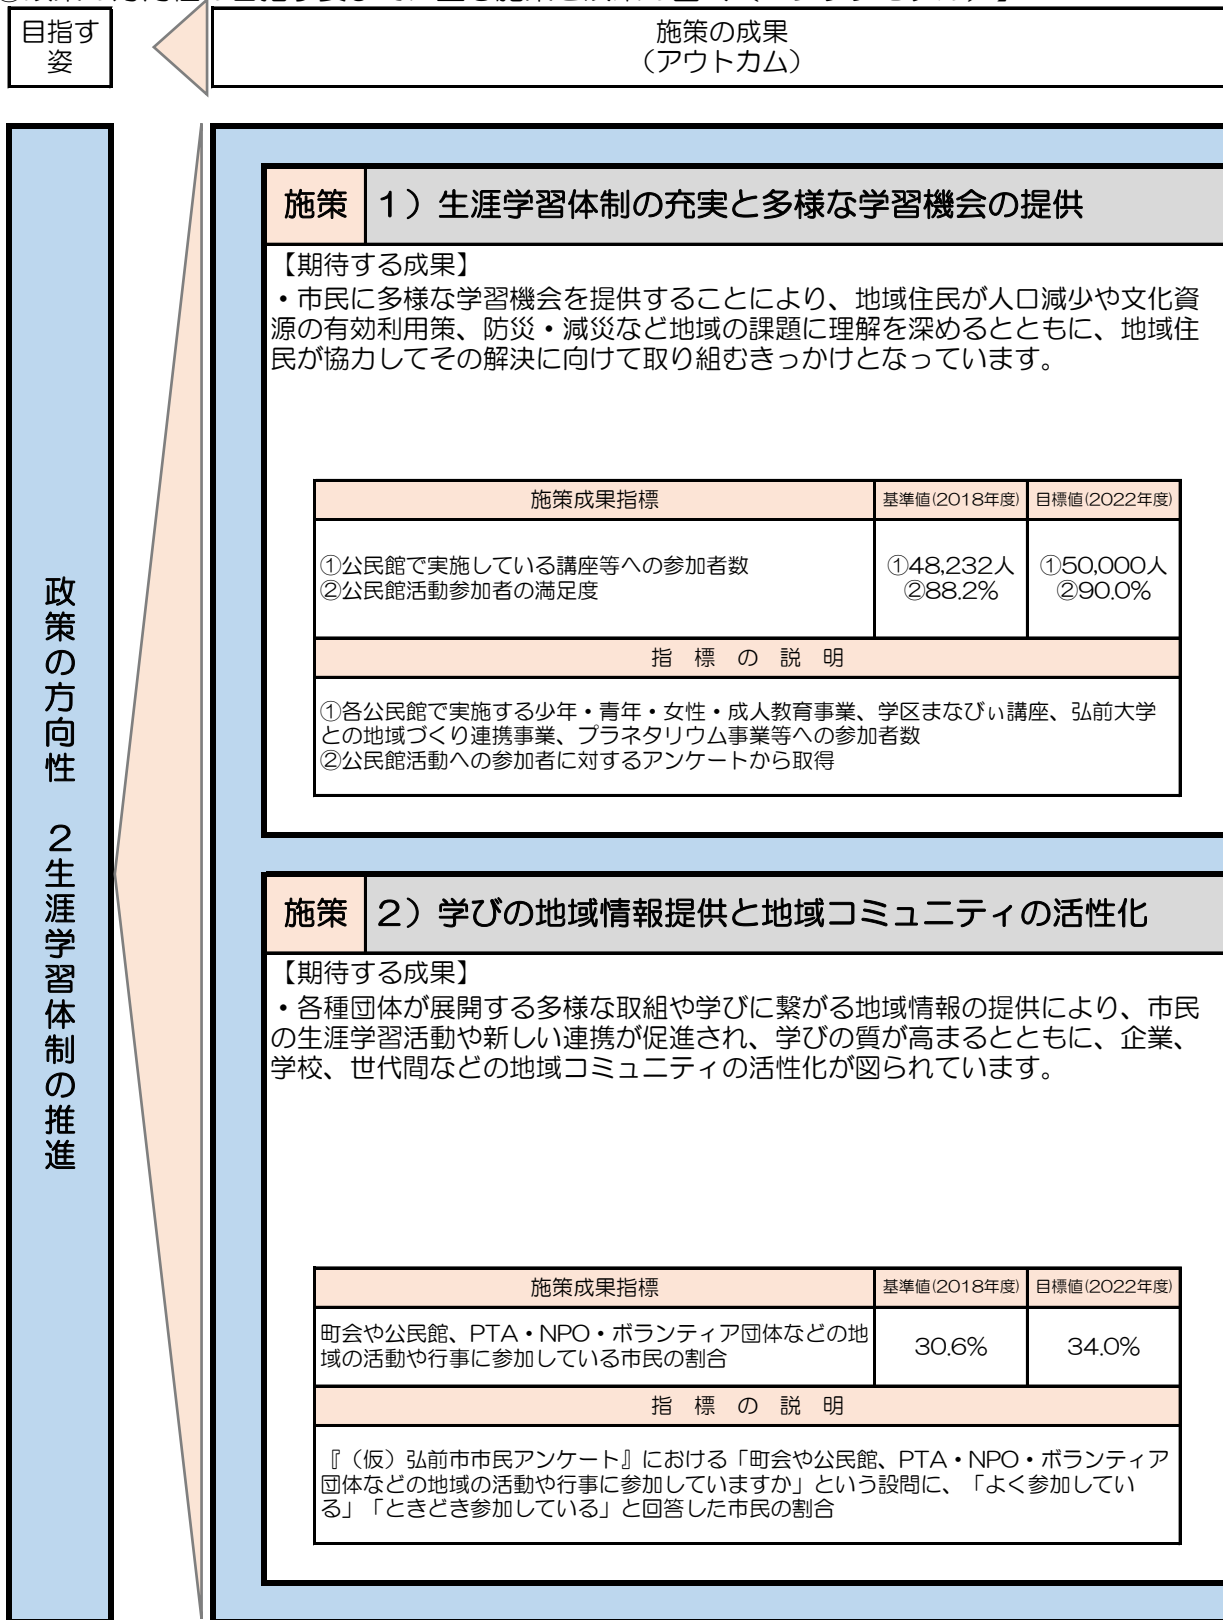 目指す
姿
施策の成果
（アウトカム）
政策の方向性　２生涯学習体制の推進
施策
１）生涯学習体制の充実と多様な学習機会の提供
【期待する成果】
・市民に多様な学習機会を提供することにより、地域住民が人口減少や文化資
源の有効利用策、防災・減災など地域の課題に理解を深めるとともに、地域住
民が協力してその解決に向けて取り組むきっかけとなっています。
施策成果指標
基準値(2018年度)
目標値(2022年度)
①公民館で実施している講座等への参加者数
②公民館活動参加者の満足度
①48,232人
②88.2%
①50,000人
②90.0%
指　標　の　説　明
①各公民館で実施する少年・青年・女性・成人教育事業、学区まなびぃ講座、弘前大学
との地域づくり連携事業、プラネタリウム事業等への参加者数
②公民館活動への参加者に対するアンケートから取得
施策
２）学びの地域情報提供と地域コミュニティの活性化
【期待する成果】
・各種団体が展開する多様な取組や学びに繋がる地域情報の提供により、市民
の生涯学習活動や新しい連携が促進され、学びの質が高まるとともに、企業、
学校、世代間などの地域コミュニティの活性化が図られています。
施策成果指標
基準値(2018年度)
目標値(2022年度)
町会や公民館、PTA・NPO・ボランティア団体などの地
域の活動や行事に参加している市民の割合
30.6%
34.0%
指　標　の　説　明
『（仮）弘前市市民アンケート』における「町会や公民館、PTA・NPO・ボランティア
団体などの地域の活動や行事に参加していますか」という設問に、「よく参加してい
る」「ときどき参加している」と回答した市民の割合